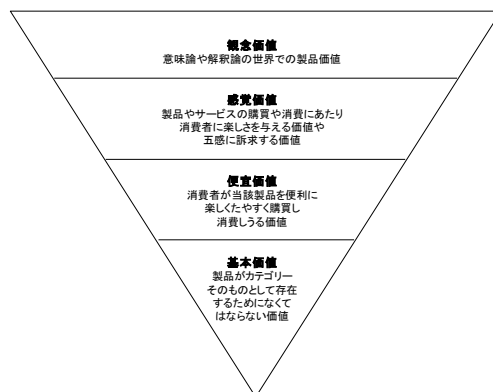 観念価値
意味論や解釈論の世界での製品価値
感覚価値
製品やサービスの購買や消費にあたり
消費者に楽しさを与える価値や
五感に訴求する価値
便宜価値
消費者が当該製品を便利に
楽しくたやすく購買し
消費しうる価値
基本価値
製品がカテゴリー
そのものとして存在
するためになくて
はならない価値